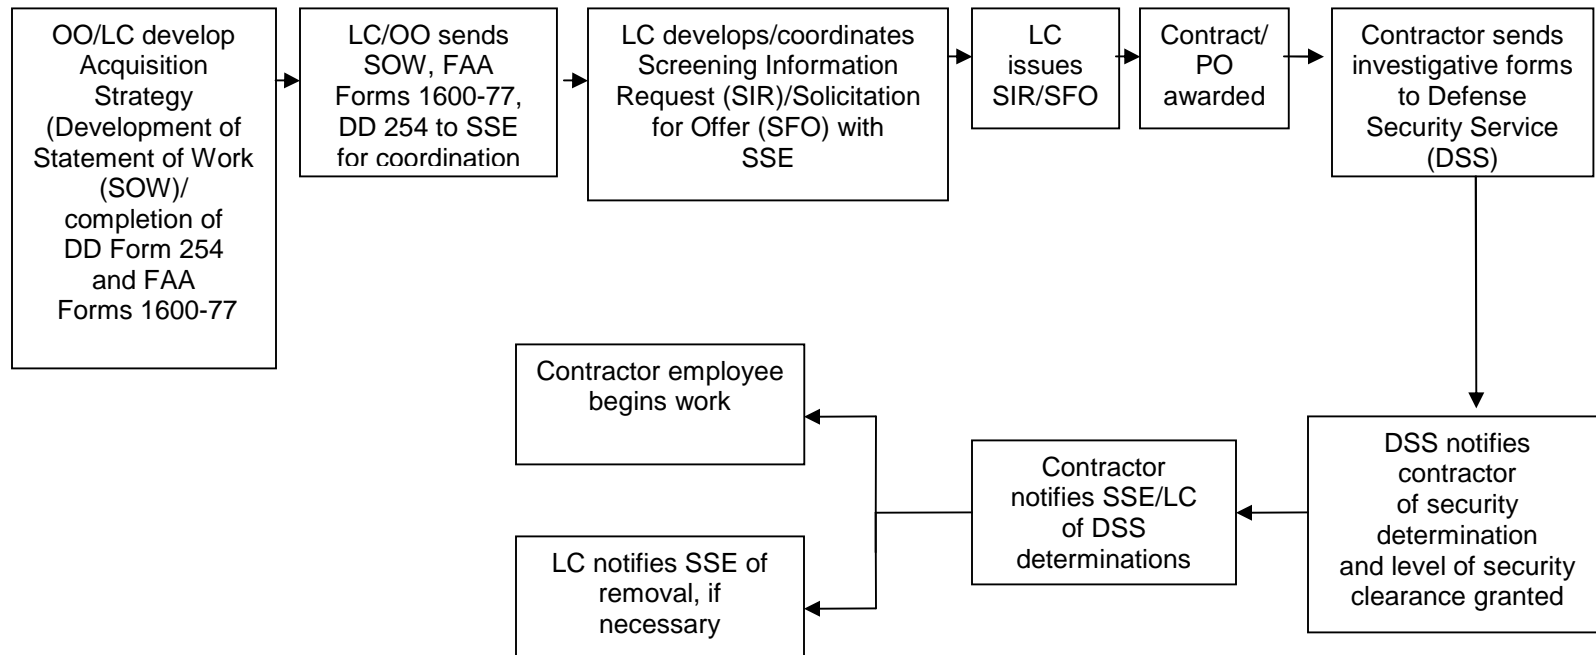 OO/LC develop
Acquisition
Strategy
(Development of
Statement of Work
(SOW)/
completion of
DD Form 254
and FAA
Forms 1600-77
LC/OO sends
SOW, FAA
Forms 1600-77,
DD 254 to SSE
for coordination
LC develops/coordinates
Screening Information
Request (SIR)/Solicitation
for Offer (SFO) with
SSE
LC
issues
SIR/SFO
Contract/
PO
awarded
Contractor sends
investigative forms
to Defense
Security Service
(DSS)
DSS notifies
contractor
of security
determination
and level of security
clearance granted
Contractor
notifies SSE/LC
of DSS
determinations
Contractor employee
begins work
LC notifies SSE of
removal, if
necessary